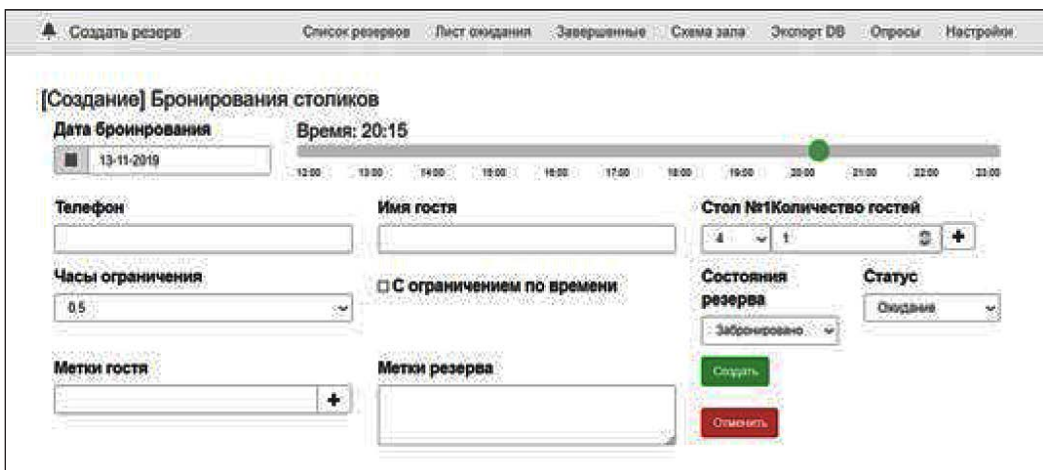 Создать резерв Список резервов Лист ожидания Завершенные Схема зала Экспорт DB Опросы Настройки
[Создание] Бронирования столиков
Дата броинрования Время: 20:15
13-11-2019
12:00 13:00 14:00 15:00 16:00 17:00 18:00 19:00 20:00 21:00 22:00 23:00
Телефон Имя гостя Стол №1Количество гостей
4 1 +
Часы ограничения С ограничением по времени Состояния резерва Статус
0,5 Забронировано Ожидание
Метки гостя Метки резерва Создать
+
Отменить